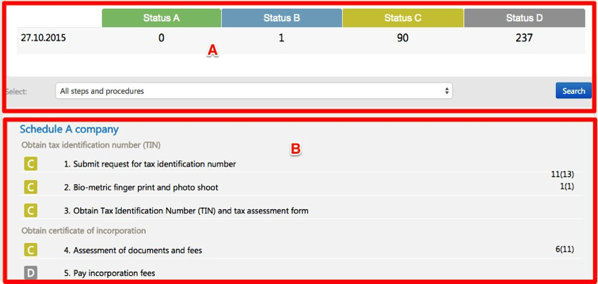 Status A Status B Status C Status D
27.10.2015 0 1 90 237
A
Select: All steps and procedures Search
Schedule A company
B
Obtain tax identification number (TIN)
C 1. Submit request for tax identification number
11(13)
C 2. Bio-metric finger print and photo shoot 1(1)
C 3. Obtain Tax Identification Number (TIN) and tax assessment form
Obtain certificate of incorporation
C 4. Assessment of documents and fees 6(11)
D 5. Pay incorporation fees